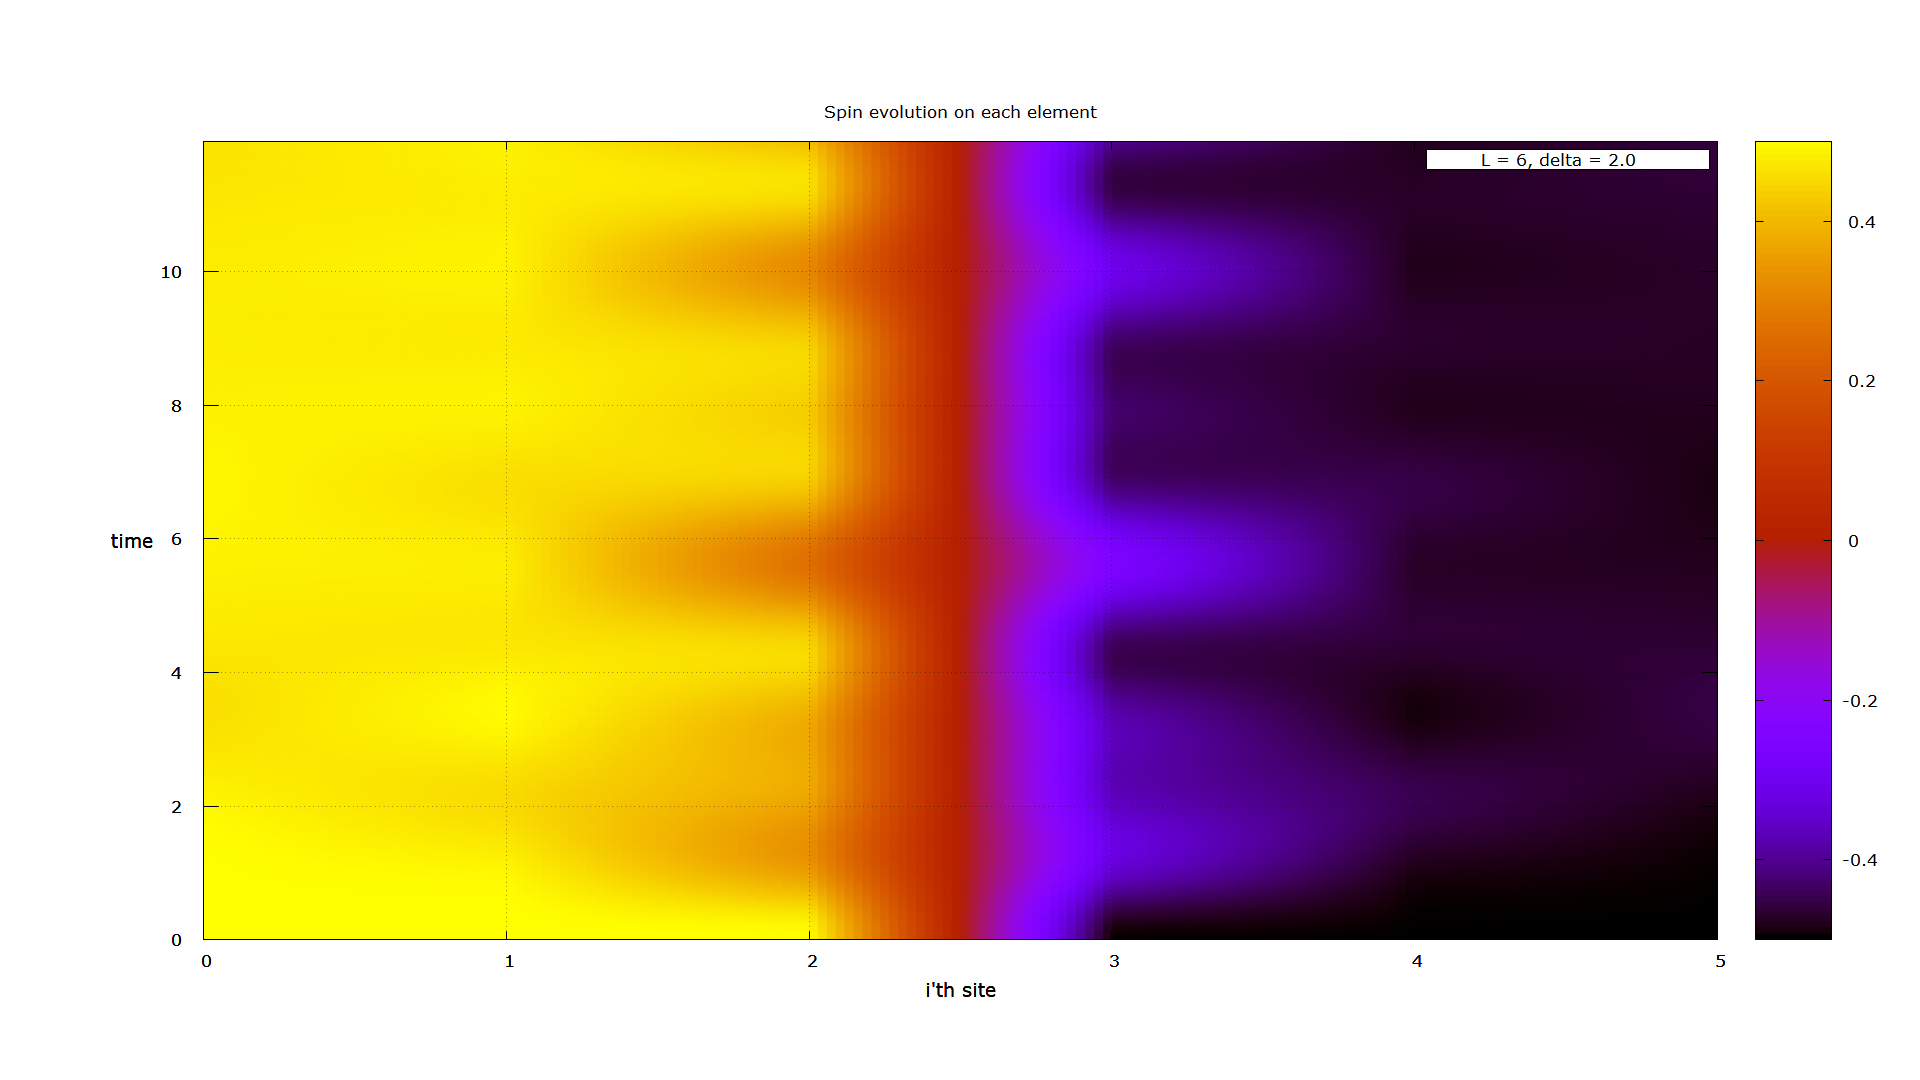 Spin evolution on each element
L = 6, delta = 2.0
10
8
6
4
2
0
time
0 1 2 3 4 5
i'th site
0.4
0.2
0
-0.2
-0.4